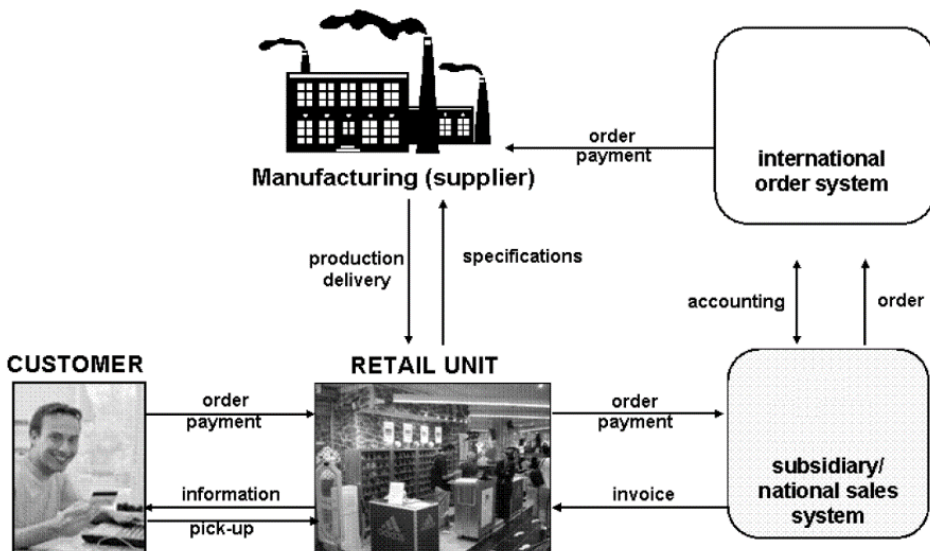 order
payment
international
order system
Manufacturing (supplier)
production
delivery
specifications
accounting
order
CUSTOMER
RETAIL UNIT
order
payment
order
payment
information
pick-up
invoice
subsidiary/
national sales
system